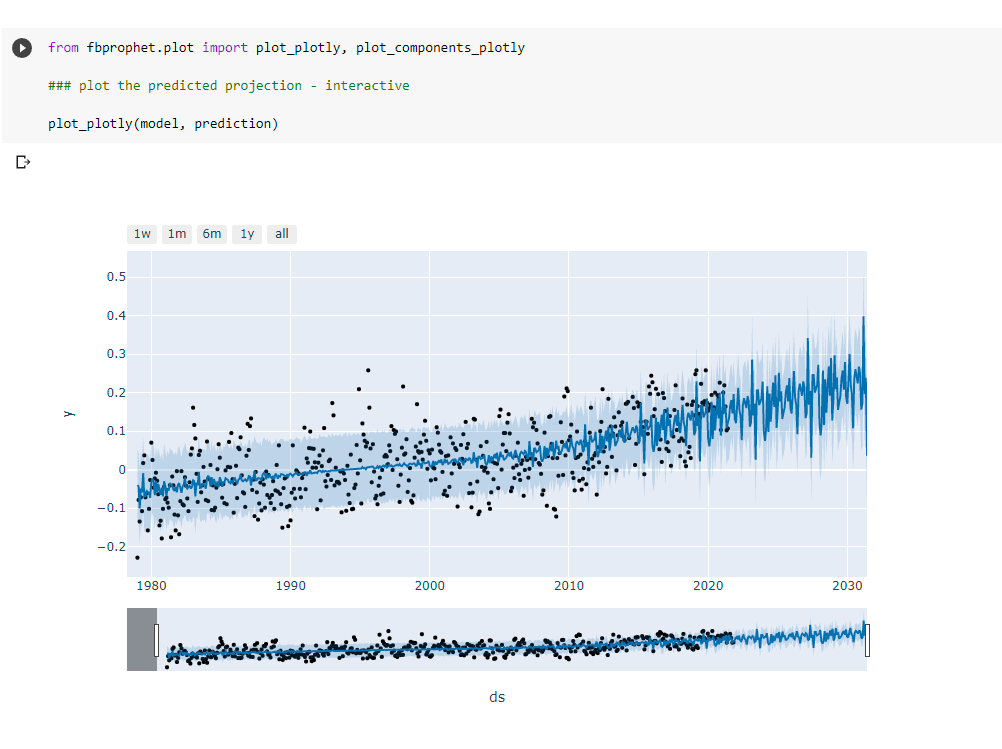 from fbprophet.plot import plot_plotly, plot_components_plotly
### plot the predicted projection - interactive
plot_plotly(model, prediction)
1w 1m 6m 1y all
0.5
0.4
0.3
0.2
0.1
0
−0.1
−0.2
y
1980 1990 2000 2010 2020 2030
ds